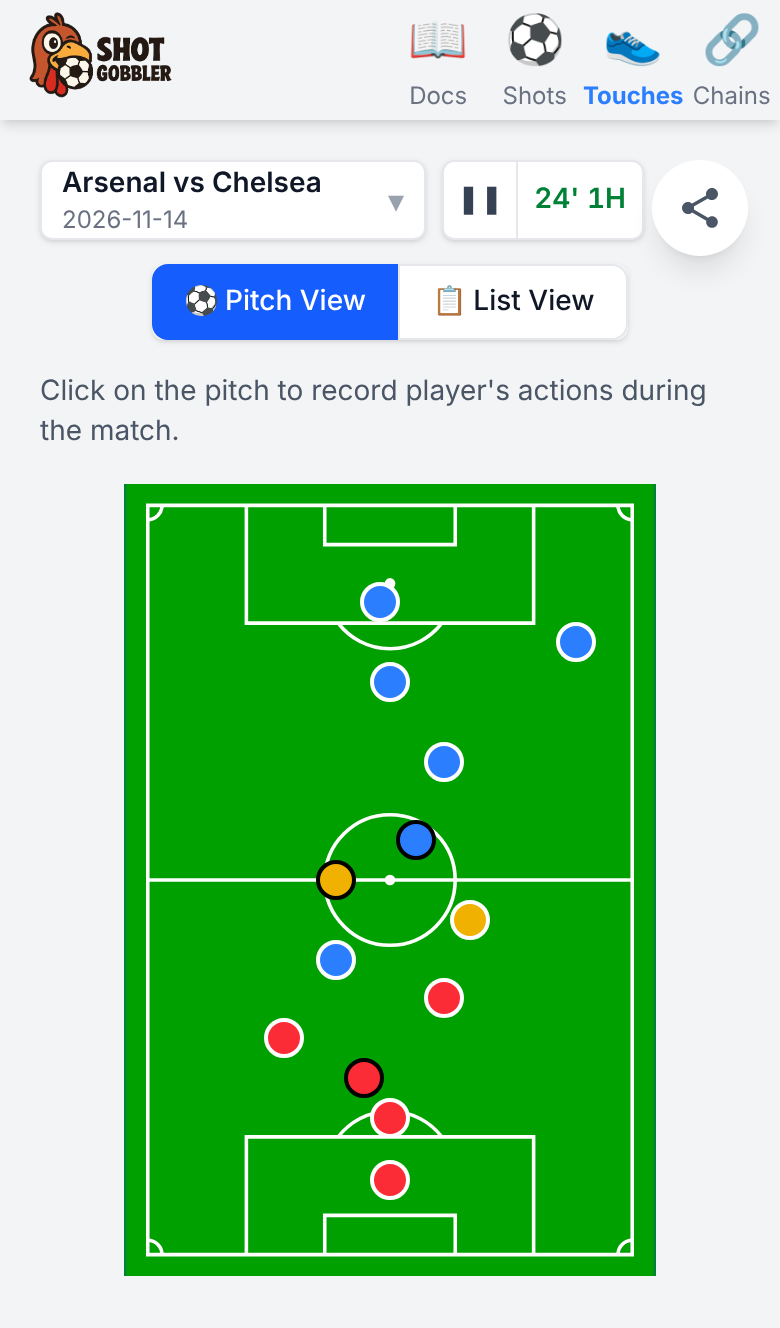 SHOT
GOBBLER
Docs
Shots
Touches
Chains
Arsenal vs Chelsea
2026-11-14
24' 1H
Pitch View
List View
Click on the pitch to record player's actions during
the match.